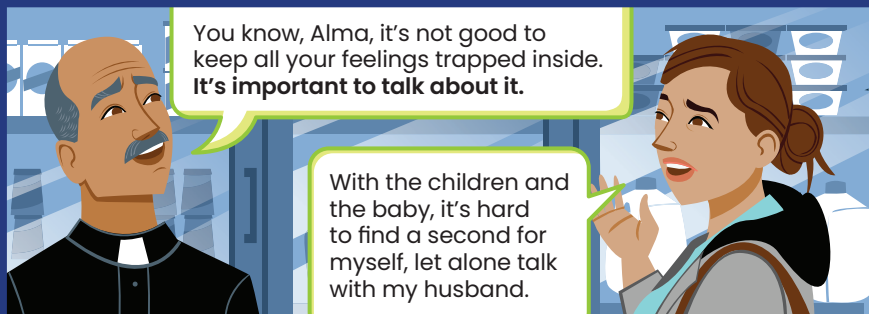 You know, Alma, it’s not good to
keep all your feelings trapped inside.
It’s important to talk about it.
With the children and
the baby, it’s hard
to find a second for
myself, let alone talk
with my husband.